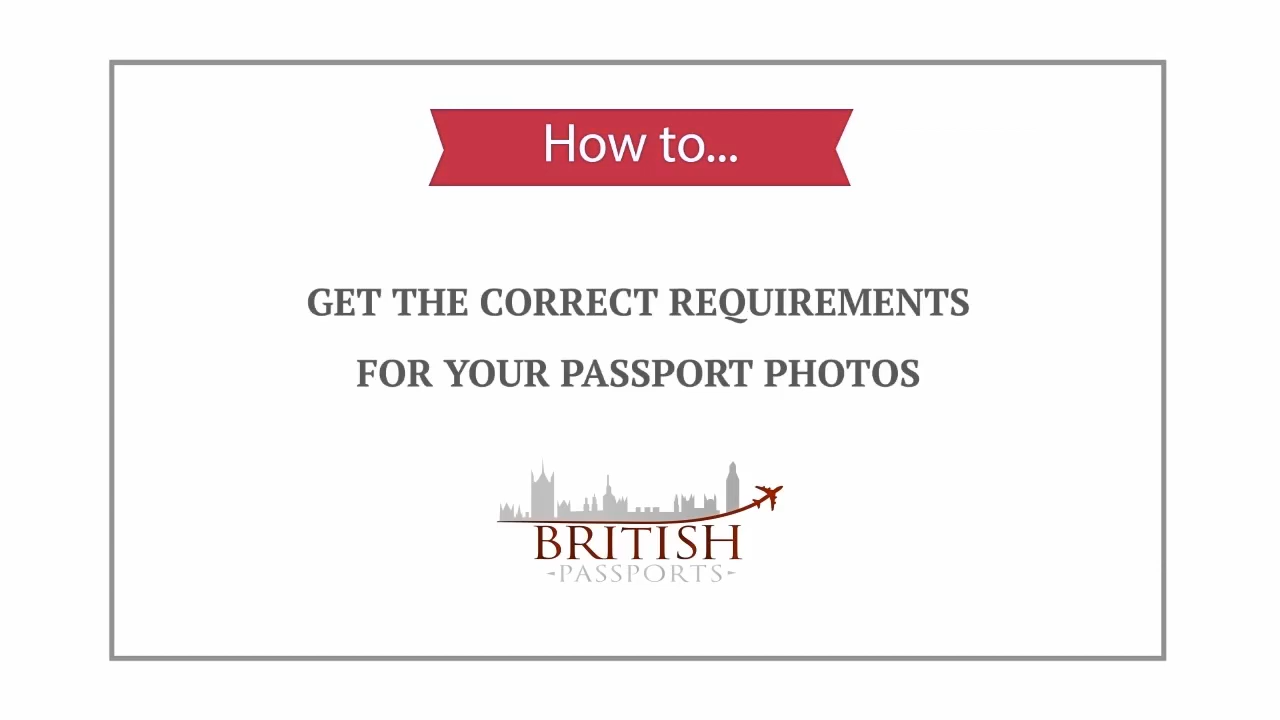 How to...
GET THE CORRECT REQUIREMENTS
FOR YOUR PASSPORT PHOTOS
BRITISH
-PASSPORTS-